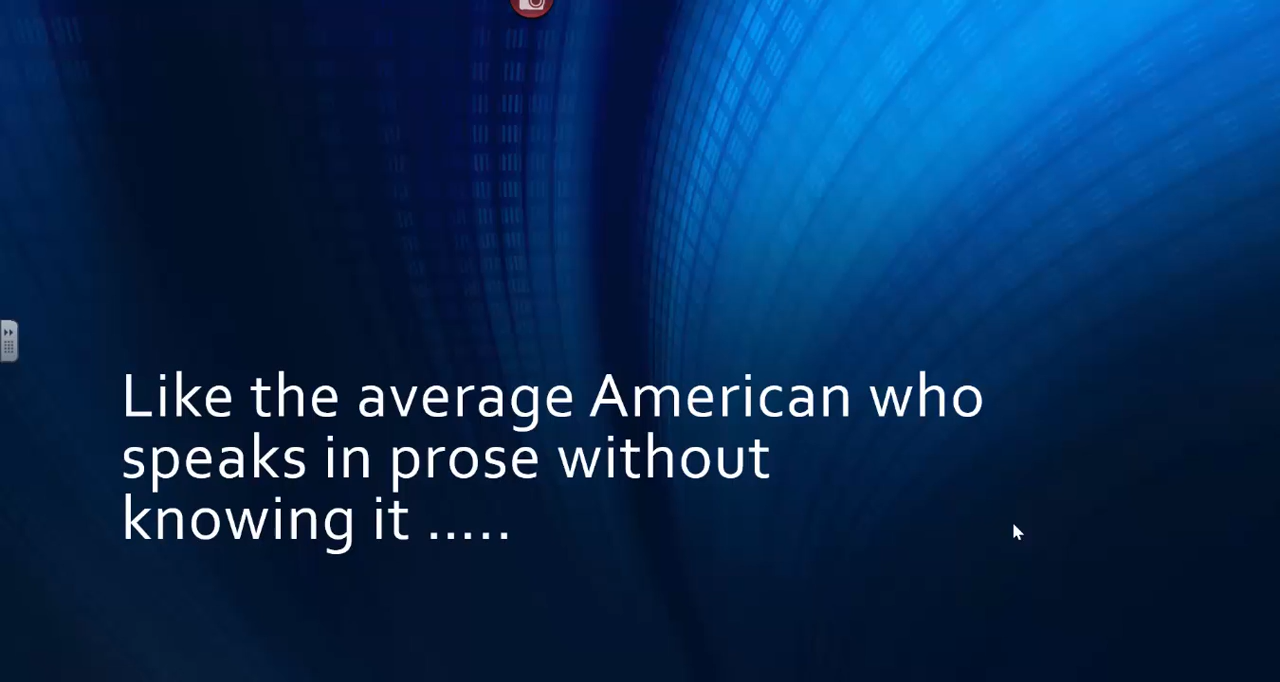 Like the average American who
speaks in prose without
knowing it .....